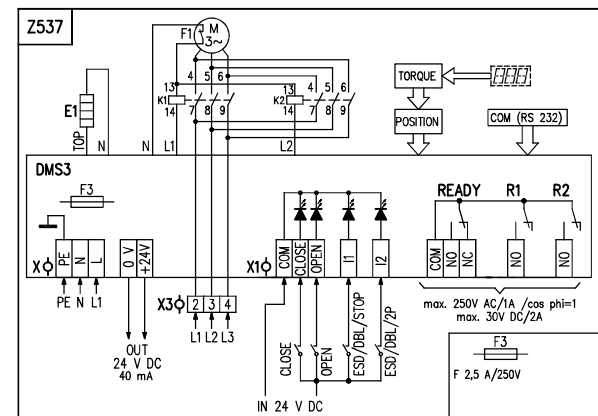 Z537
F1
M
3~
4 5 6
13
K1
14
7 8 9
4 5 6
13
K2
14
7 8 9
E1
TOP
N
N
L1
L2
TORQUE
POSITION
COM (RS 232)
DMS3
F3
READY
R1
R2
X
PE
N
L
0 V
+24V
X1
COM
CLOSE
OPEN
I1
I2
COM
NO
NC
NO
NO
PE N L1
X3
2 3 4
L1 L2 L3
OUT
24 V DC
40 mA
CLOSE
OPEN
ESD/DBL/STOP
ESD/DBL/2P
IN 24 V DC
max. 250V AC/1A /cos phi=1
max. 30V DC/2A
F3
F 2,5 A/250V